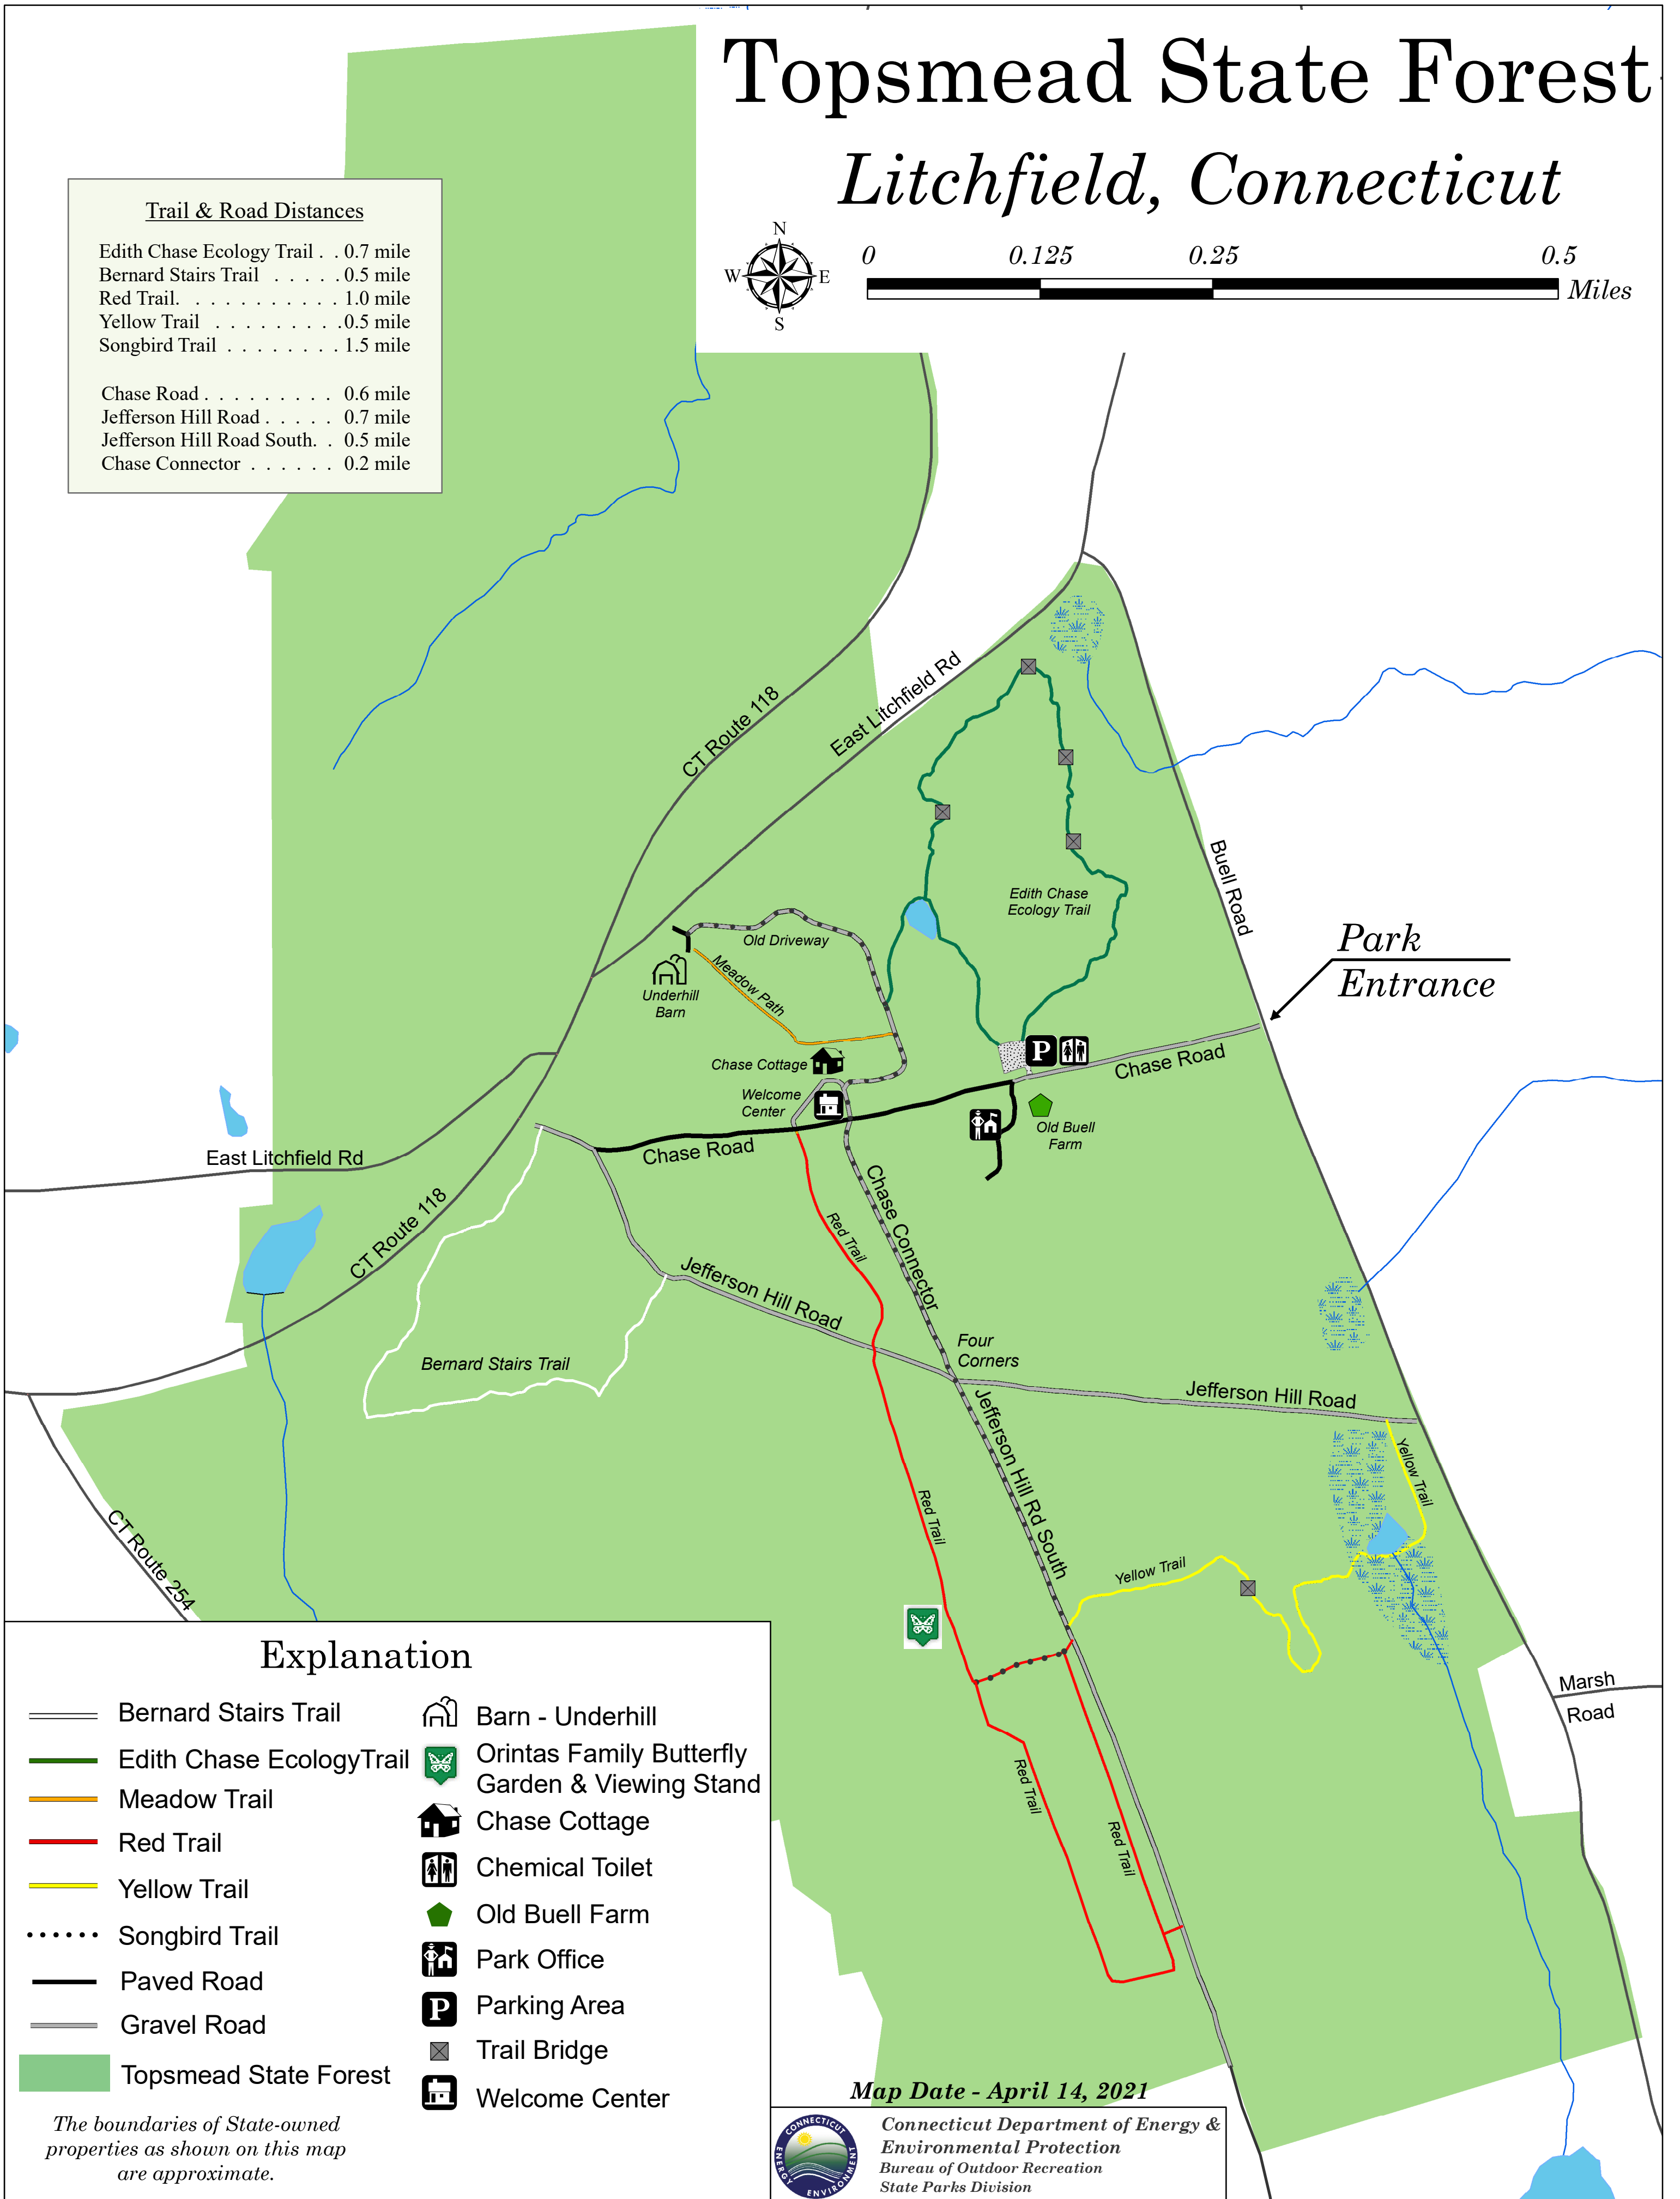 Topsmead State Forest
Litchfield, Connecticut
N
W E
S
0 0.125 0.25 0.5
Miles
Trail & Road Distances
Edith Chase Ecology Trail . . 0.7 mile
Bernard Stairs Trail . . . . . 0.5 mile
Red Trail. . . . . . . . . . . 1.0 mile
Yellow Trail . . . . . . . . . 0.5 mile
Songbird Trail . . . . . . . . 1.5 mile
Chase Road . . . . . . . . . 0.6 mile
Jefferson Hill Road . . . . . 0.7 mile
Jefferson Hill Road South. . 0.5 mile
Chase Connector . . . . . . 0.2 mile
CT Route 118
East Litchfield Rd
Buell Road
Edith Chase
Ecology Trail
Park
Entrance
Old Driveway
Meadow Path
Underhill
Barn
Chase Cottage
P
Chase Road
Welcome
Center
Old Buell
Farm
Chase Road
East Litchfield Rd
CT Route 118
Red Trail
Chase Connector
Jefferson Hill Road
Four
Corners
Bernard Stairs Trail
Jefferson Hill Road
Jefferson Hill Rd South
Yellow Trail
Red Trail
Yellow Trail
CT Route 254
Marsh
Road
Red Trail
Red Trail
Explanation
Bernard Stairs Trail
Edith Chase EcologyTrail
Meadow Trail
Red Trail
Yellow Trail
Songbird Trail
Paved Road
Gravel Road
Topsmead State Forest
The boundaries of State-owned
properties as shown on this map
are approximate.
Barn - Underhill
Orintas Family Butterfly
Garden & Viewing Stand
Chase Cottage
Chemical Toilet
Old Buell Farm
Park Office
P Parking Area
Trail Bridge
Welcome Center
Map Date - April 14, 2021
CONNECTICUT
ENERGY
ENVIRONMENT
Connecticut Department of Energy &
Environmental Protection
Bureau of Outdoor Recreation
State Parks Division